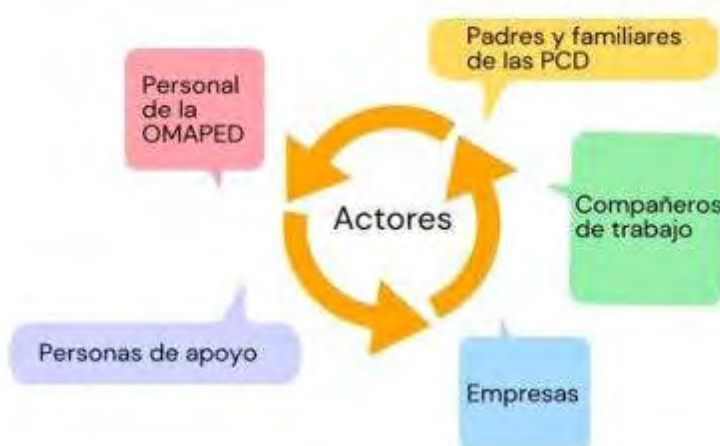 Padres y familiares
de las PCD
Personal
de la
OMAPED
Actores
Compañeros
de trabajo
Personas de apoyo
Empresas